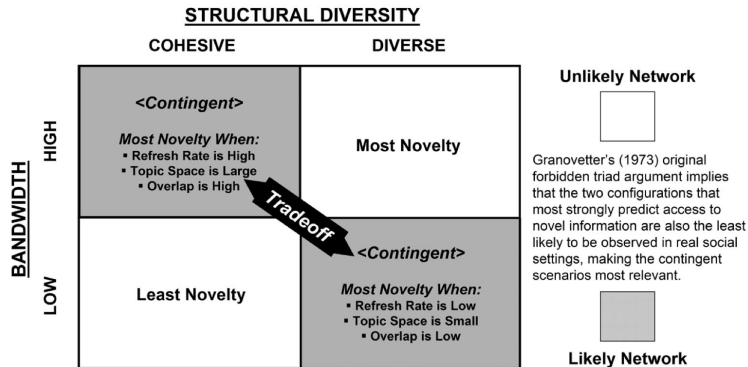 STRUCTURAL DIVERSITY
COHESIVE
DIVERSE
BANDWIDTH
HIGH
LOW
<Contingent>
Most Novelty When:
▪ Refresh Rate is High
▪ Topic Space is Large
▪ Overlap is High
Most Novelty
Tradeoff
Least Novelty
<Contingent>
Most Novelty When:
▪ Refresh Rate is Low
▪ Topic Space is Small
▪ Overlap is Low
Unlikely Network
Granovetter's (1973) original
forbidden triad argument implies
that the two configurations that
most strongly predict access to
novel information are also the least
likely to be observed in real social
settings, making the contingent
scenarios most relevant.
Likely Network